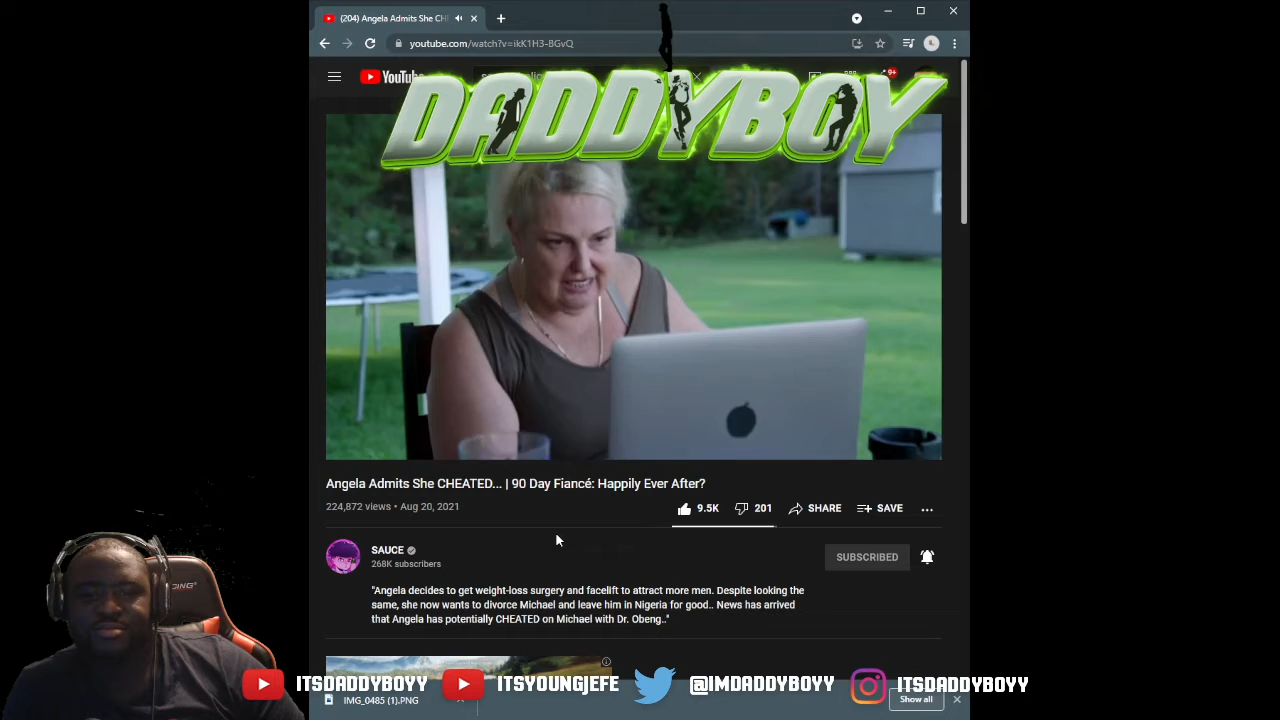 (204) Angela Admits She CH
youtube.com/watch?v=ikK1H3-BGvQ
YouTube
9+
DADDYBOY
Angela Admits She CHEATED... | 90 Day Fiancé: Happily Ever After?
224,872 views • Aug 20, 2021
9.5K
201
SHARE
SAVE
SAUCE
268K subscribers
SUBSCRIBED
"Angela decides to get weight-loss surgery and facelift to attract more men. Despite looking the
same, she now wants to divorce Michael and leave him in Nigeria for good.. News has arrived
that Angela has potentially CHEATED on Michael with Dr. Obeng.."
ITSDADDYBOYY
ITSYOUNGJEFE
@IMDADDYBOYY
ITSDADDYBOYY
IMG_0485 (1).PNG
Show all